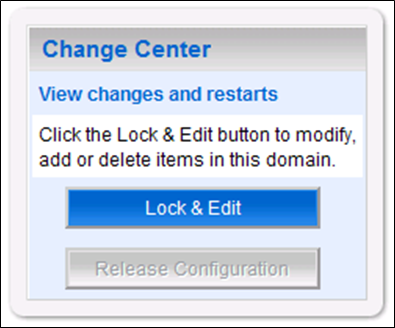 Change Center
View changes and restarts
Click the Lock & Edit button to modify,
add or delete items in this domain.
Lock & Edit
Release Configuration